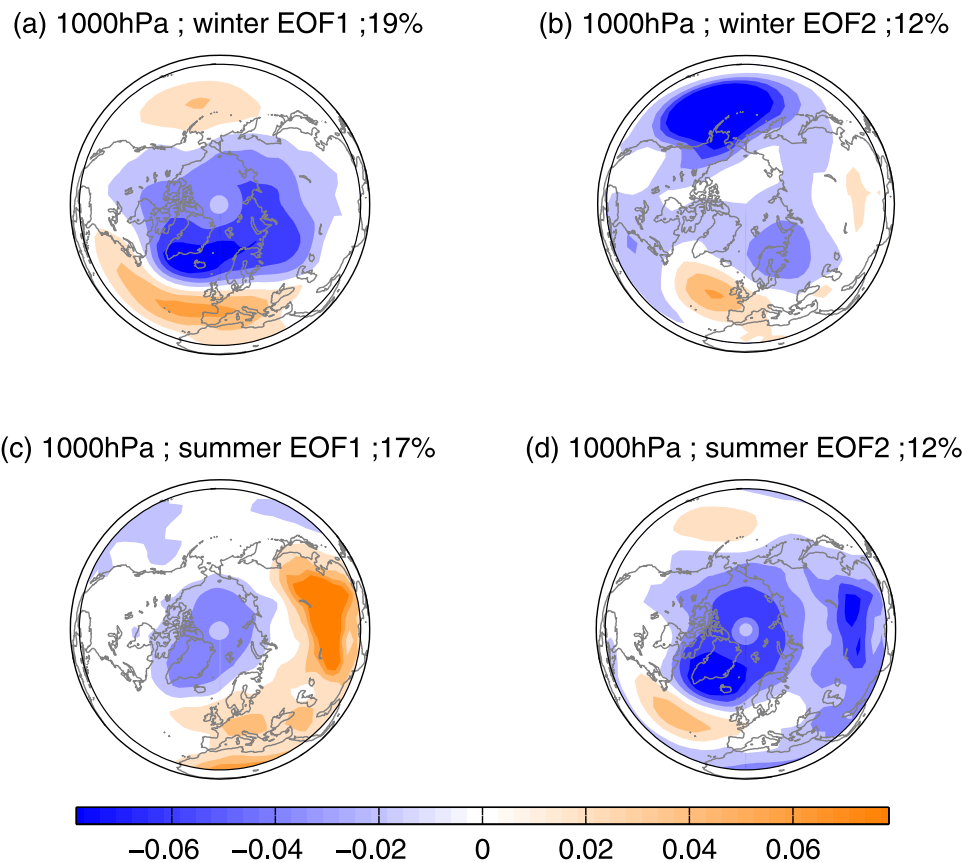 (a) 1000hPa ; winter EOF1 ;19%
(b) 1000hPa ; winter EOF2 ;12%
(c) 1000hPa ; summer EOF1 ;17%
(d) 1000hPa ; summer EOF2 ;12%
−0.06 −0.04 −0.02 0 0.02 0.04 0.06